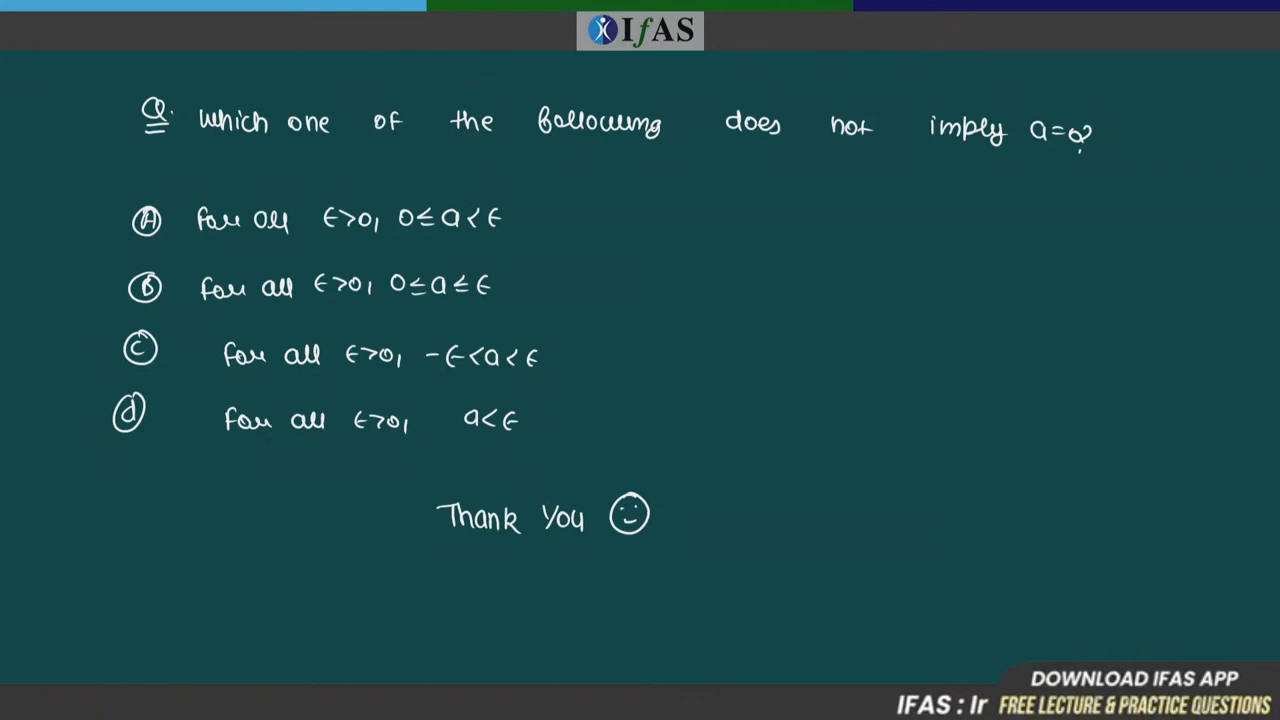 IfAS
Q. Which one of the following does not imply a=0?
(A) for all ϵ>0, 0≤a<ϵ
(B) for all ϵ>0, 0≤a≤ϵ
(C) for all ϵ>0, -ϵ<a<ϵ
(d) for all ϵ>0, a<ϵ
Thank You
DOWNLOAD IFAS APP
IFAS : Ir FREE LECTURE & PRACTICE QUESTIONS